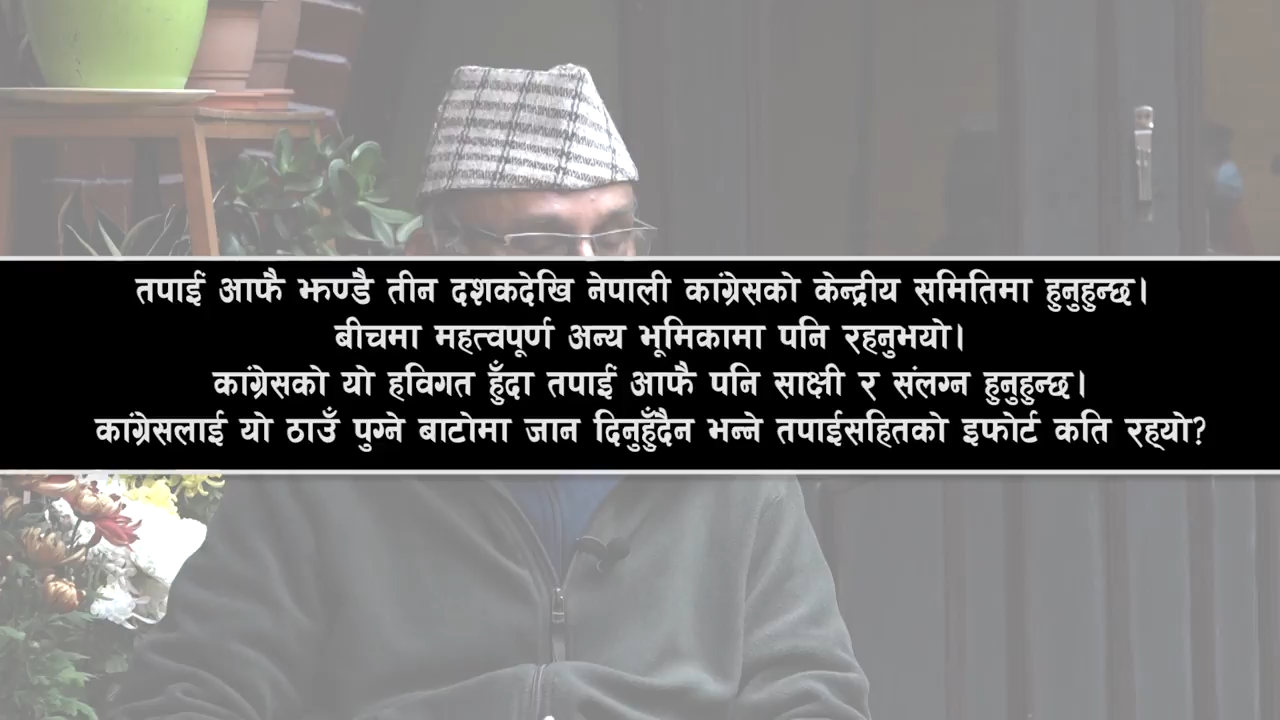 तपाईं आफै झण्डै तीन दशकदेखि नेपाली कांग्रेसको केन्द्रीय समितिमा हुनुहुन्छ।
बीचमा महत्वपूर्ण अन्य भूमिकामा पनि रहनुभयो।
कांग्रेसको यो हविगत हुँदा तपाईं आफै पनि साक्षी र संलग्न हुनुहुन्छ।
कांग्रेसलाई यो ठाउँ पुग्ने बाटोमा जान दिनुहुँदैन भन्ने तपाईसहितको इफोर्ट कति रह्यो?